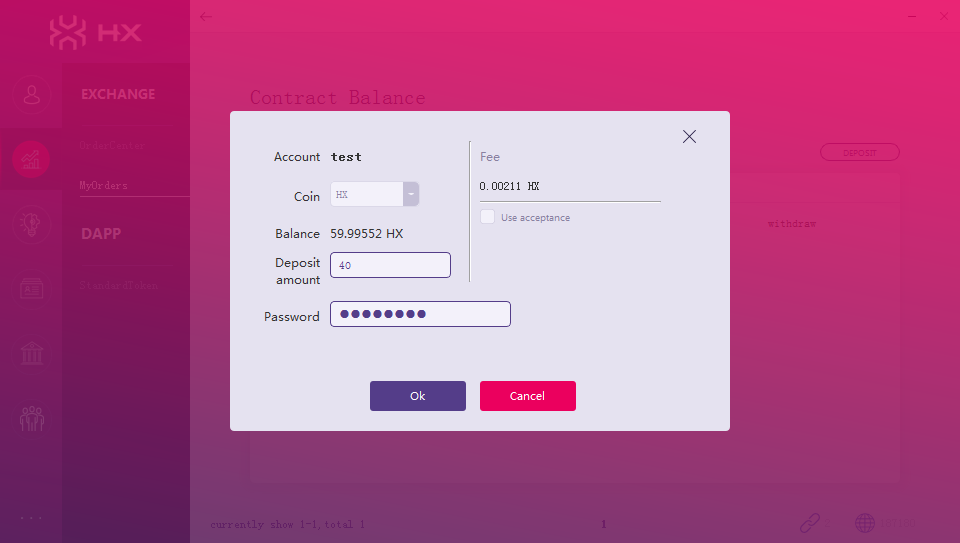 HX
EXCHANGE
OrderCenter
MyOrders
DAPP
StandardToken
Contract Balance
DEPOSIT
withdraw
Account test
Coin HX
Balance 59.99552 HX
Deposit amount 40
Password
Fee
0.00211 HX
Use acceptance
Ok
Cancel
currently show 1-1,total 1
1